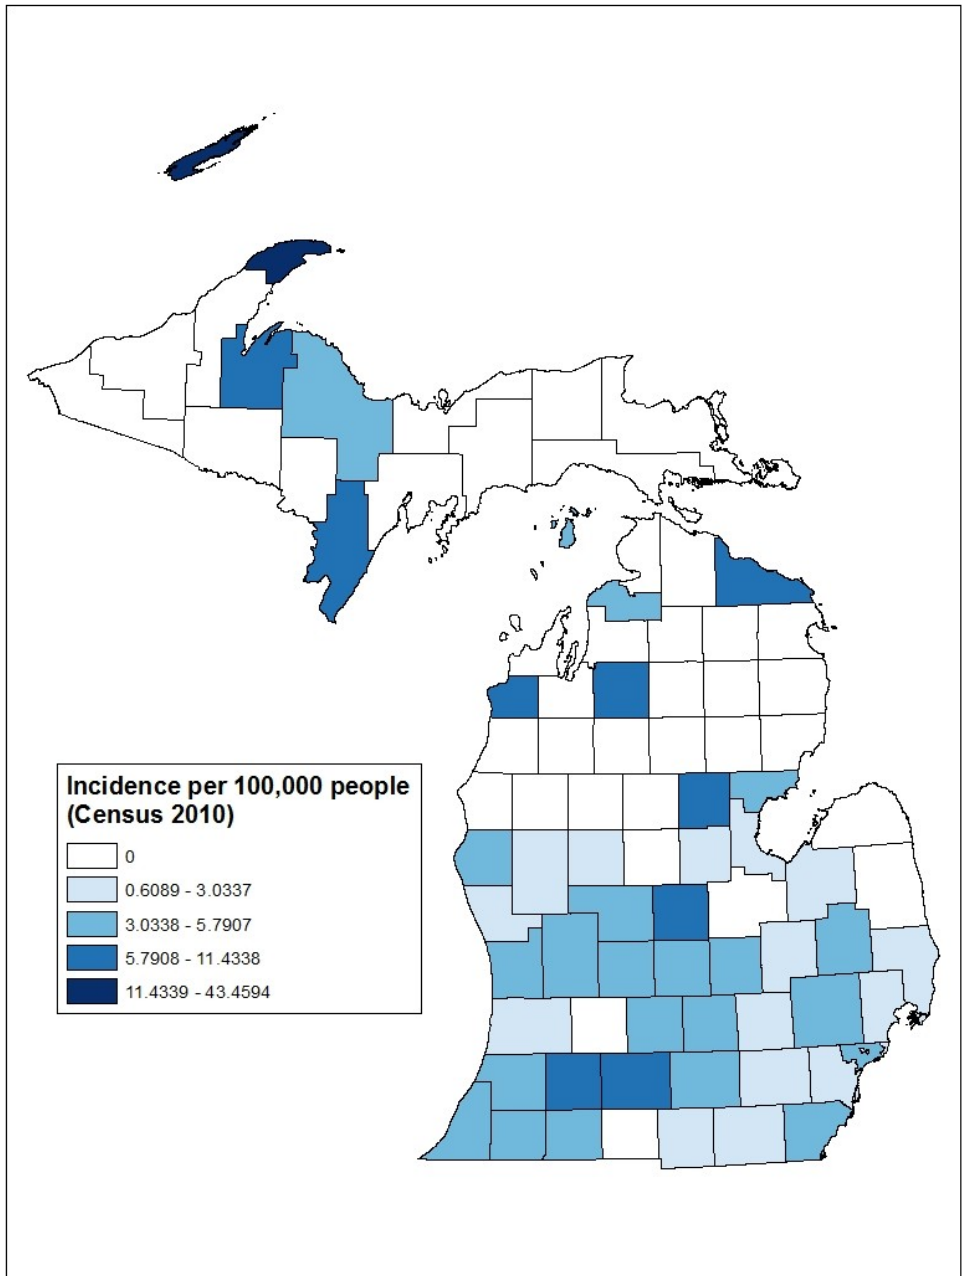 Incidence per 100,000 people
(Census 2010)
0
0.6089 - 3.0337
3.0338 - 5.7907
5.7908 - 11.4338
11.4339 - 43.4594